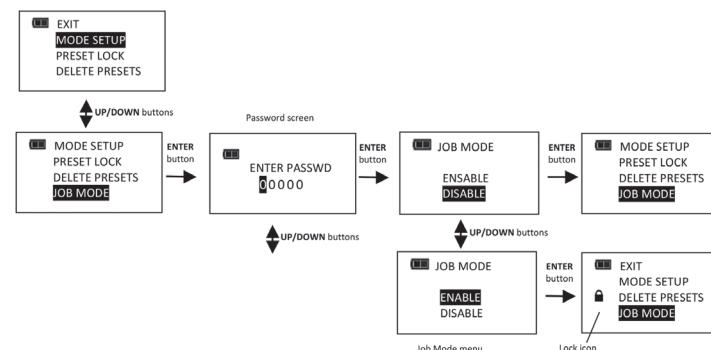 EXIT
MODE SETUP
PRESET LOCK
DELETE PRESETS
UP/DOWN buttons
Password screen
MODE SETUP
PRESET LOCK
DELETE PRESETS
JOB MODE
ENTER
button
ENTER PASSWD
00000
ENTER
button
JOB MODE
ENSABLE
DISABLE
ENTER
button
MODE SETUP
PRESET LOCK
DELETE PRESETS
JOB MODE
UP/DOWN buttons
UP/DOWN buttons
JOB MODE
ENABLE
DISABLE
ENTER
button
EXIT
MODE SETUP
DELETE PRESETS
JOB MODE
Job Mode menu
Lock icon